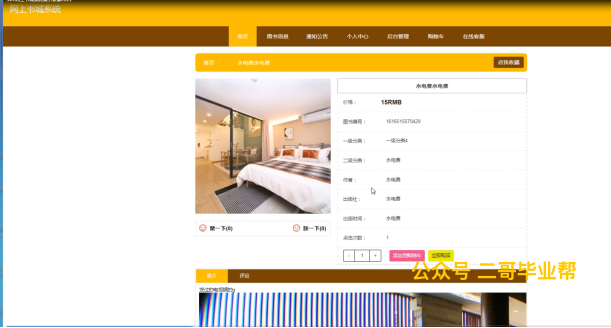 网上书城系统
首页 图书信息 通知公告 个人中心 后台管理 购物车 在线客服
首页 水电费水电费 点我收藏
水电费水电费
价格： 15RMB
图书编号： 1616515579429
一级分类： 一级分类4
二级分类： 水电费
作者： 水电费
出版社： 水电费
出版时间： 水电费
点击次数： 1
赞一下(0) 踩一下(0)
- 1 + 添加到购物车 立即购买
公众号 二哥毕业帮
简介 评论